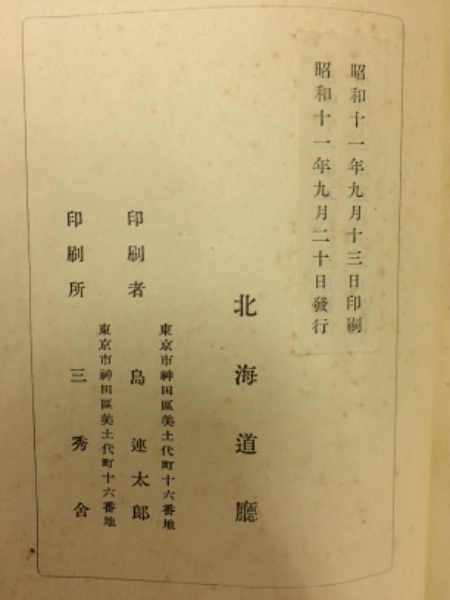 昭和十一年九月十三日印刷
昭和十一年九月二十日發行
北海道廳
東京市神田區美土代町十六番地
印刷者 島連太郎
東京市神田區美土代町十六番地
印刷所 三秀舍